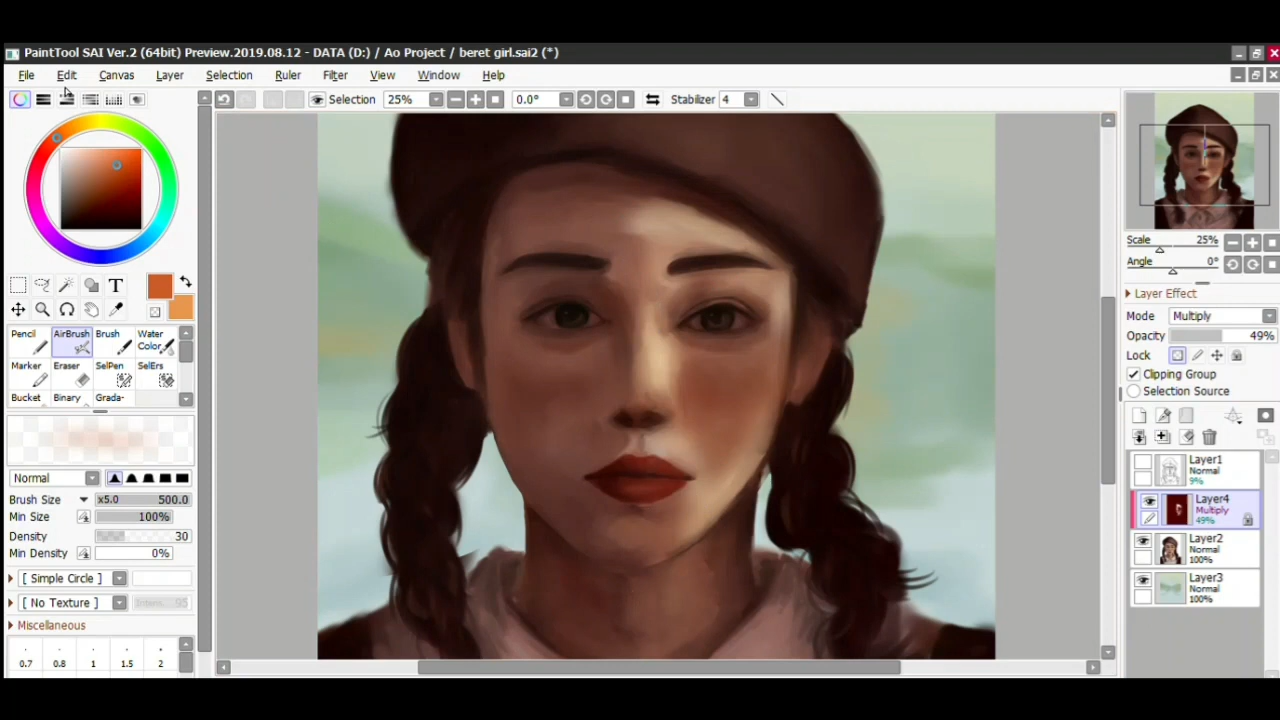 PaintTool SAI Ver.2 (64bit) Preview.2019.08.12 - DATA (D:) / Ao Project / beret girl.sai2 (*)
File Edit Canvas Layer Selection Ruler Filter View Window Help
Selection 25% 0.0° Stabilizer 4
Scale 25%
Angle 0°
Layer Effect
Mode Multiply
Opacity 49%
Lock
Clipping Group
Selection Source
T
Pencil AirBrush Brush Water Color
Marker Eraser SelPen SelErs
Bucket Binary Grada-
Normal
Brush Size x5.0 500.0
Min Size 100%
Density 30
Min Density 0%
[ Simple Circle ]
[ No Texture ] 95
Miscellaneous
0.7 0.8 1 1.5 2
Layer1
Normal
9%
Layer4
Multiply
49%
Layer2
Normal
100%
Layer3
Normal
100%